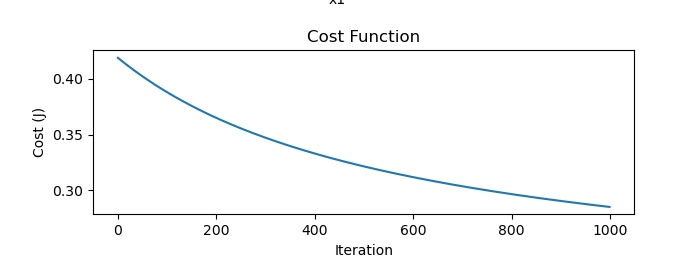 x1
Cost Function
Cost (J)
0.40
0.35
0.30
0 200 400 600 800 1000
Iteration